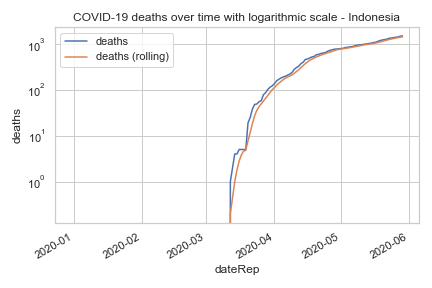 COVID-19 deaths over time with logarithmic scale - Indonesia
deaths
deaths (rolling)
10³
10²
10¹
10⁰
deaths
2020-01
2020-02
2020-03
2020-04
2020-05
2020-06
dateRep